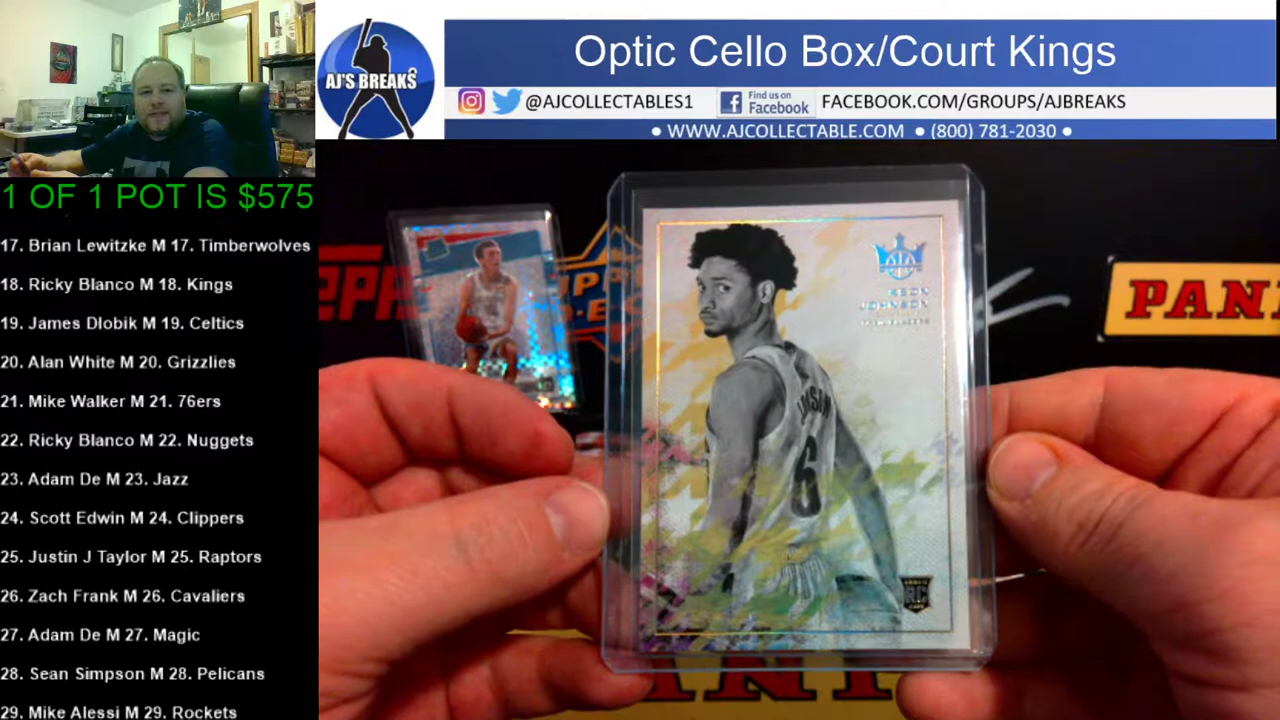 Optic Cello Box/Court Kings
AJ'S BREAKS
@AJCOLLECTABLES1
Find us on
Facebook
FACEBOOK.COM/GROUPS/AJBREAKS
● WWW.AJCOLLECTABLE.COM ● (800) 781-2030 ●
1 OF 1 POT IS $575
17. Brian Lewitzke M 17. Timberwolves
18. Ricky Blanco M 18. Kings
19. James Dlobik M 19. Celtics
20. Alan White M 20. Grizzlies
21. Mike Walker M 21. 76ers
22. Ricky Blanco M 22. Nuggets
23. Adam De M 23. Jazz
24. Scott Edwin M 24. Clippers
25. Justin J Taylor M 25. Raptors
26. Zach Frank M 26. Cavaliers
27. Adam De M 27. Magic
28. Sean Simpson M 28. Pelicans
29. Mike Alessi M 29. Rockets
KEON
JOHNSON
6
RC
PANI